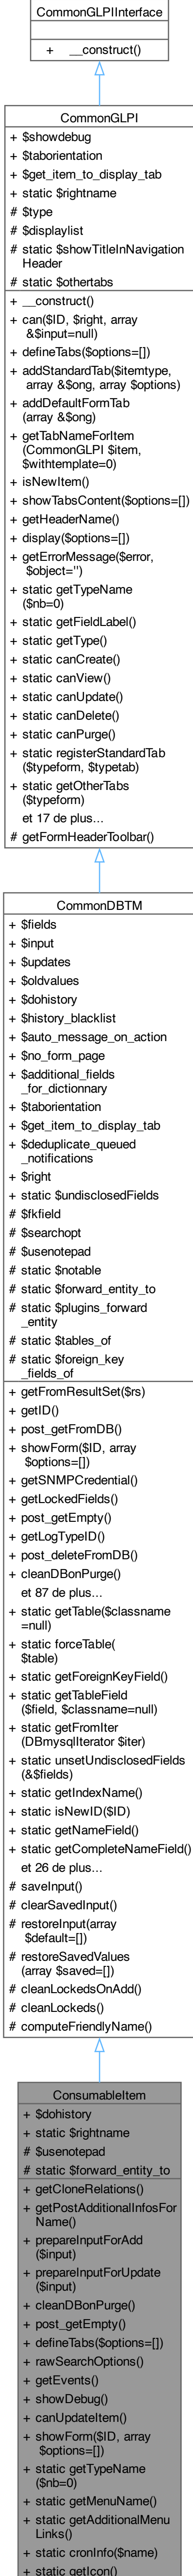 CommonGLPIInterface
+ __construct()
CommonGLPI
+ $showdebug
+ $taborientation
+ $get_item_to_display_tab
+ static $rightname
# $type
# $displaylist
# static $showTitleInNavigation
Header
# static $othertabs
+ __construct()
+ can($ID, $right, array
&$input=null)
+ defineTabs($options=[])
+ addStandardTab($itemtype,
array &$ong, array $options)
+ addDefaultFormTab
(array &$ong)
+ getTabNameForItem
(CommonGLPI $item,
$withtemplate=0)
+ isNewItem()
+ showTabsContent($options=[])
+ getHeaderName()
+ display($options=[])
+ getErrorMessage($error,
$object='')
+ static getTypeName
($nb=0)
+ static getFieldLabel()
+ static getType()
+ static canCreate()
+ static canView()
+ static canUpdate()
+ static canDelete()
+ static canPurge()
+ static registerStandardTab
($typeform, $typetab)
+ static getOtherTabs
($typeform)
et 17 de plus...
# getFormHeaderToolbar()
CommonDBTM
+ $fields
+ $input
+ $updates
+ $oldvalues
+ $dohistory
+ $history_blacklist
+ $auto_message_on_action
+ $no_form_page
+ $additional_fields
_for_dictionnary
+ $taborientation
+ $get_item_to_display_tab
+ $deduplicate_queued
_notifications
+ $right
+ static $undisclosedFields
# $fkfield
# $searchopt
# $usenotepad
# static $notable
# static $forward_entity_to
# static $plugins_forward
_entity
# static $tables_of
# static $foreign_key
_fields_of
+ getFromResultSet($rs)
+ getID()
+ post_getFromDB()
+ showForm($ID, array
$options=[])
+ getSNMPCredential()
+ getLockedFields()
+ post_getEmpty()
+ getLogTypeID()
+ post_deleteFromDB()
+ cleanDBonPurge()
et 87 de plus...
+ static getTable($classname
=null)
+ static forceTable(
$table)
+ static getForeignKeyField()
+ static getTableField
($field, $classname=null)
+ static getFromIter
(DBmysqlIterator $iter)
+ static unsetUndisclosedFields
(&$fields)
+ static getIndexName()
+ static isNewID($ID)
+ static getNameField()
+ static getCompleteNameField()
et 26 de plus...
# saveInput()
# clearSavedInput()
# restoreInput(array
$default=[])
# restoreSavedValues
(array $saved=[])
# cleanLockedsOnAdd()
# cleanLockeds()
# computeFriendlyName()
ConsumableItem
+ $dohistory
+ static $rightname
# $usenotepad
# static $forward_entity_to
+ getCloneRelations()
+ getPostAdditionalInfosFor
Name()
+ prepareInputForAdd
($input)
+ prepareInputForUpdate
($input)
+ cleanDBonPurge()
+ post_getEmpty()
+ defineTabs($options=[])
+ rawSearchOptions()
+ getEvents()
+ showDebug()
+ canUpdateItem()
+ showForm($ID, array
$options=[])
+ static getTypeName
($nb=0)
+ static getMenuName()
+ static getAdditionalMenu
Links()
+ static cronInfo($name)
+ static getIcon()